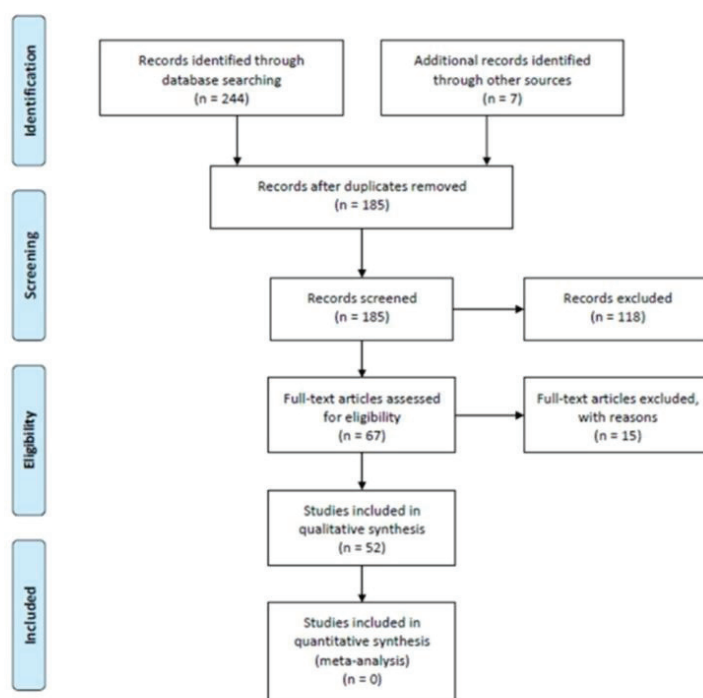 Identification
Records identified through
database searching
(n = 244)
Additional records identified
through other sources
(n = 7)
Records after duplicates removed
(n = 185)
Screening
Records screened
(n = 185)
Records excluded
(n = 118)
Eligibility
Full-text articles assessed
for eligibility
(n = 67)
Full-text articles excluded,
with reasons
(n = 15)
Studies included in
qualitative synthesis
(n = 52)
Included
Studies included in
quantitative synthesis
(meta-analysis)
(n = 0)